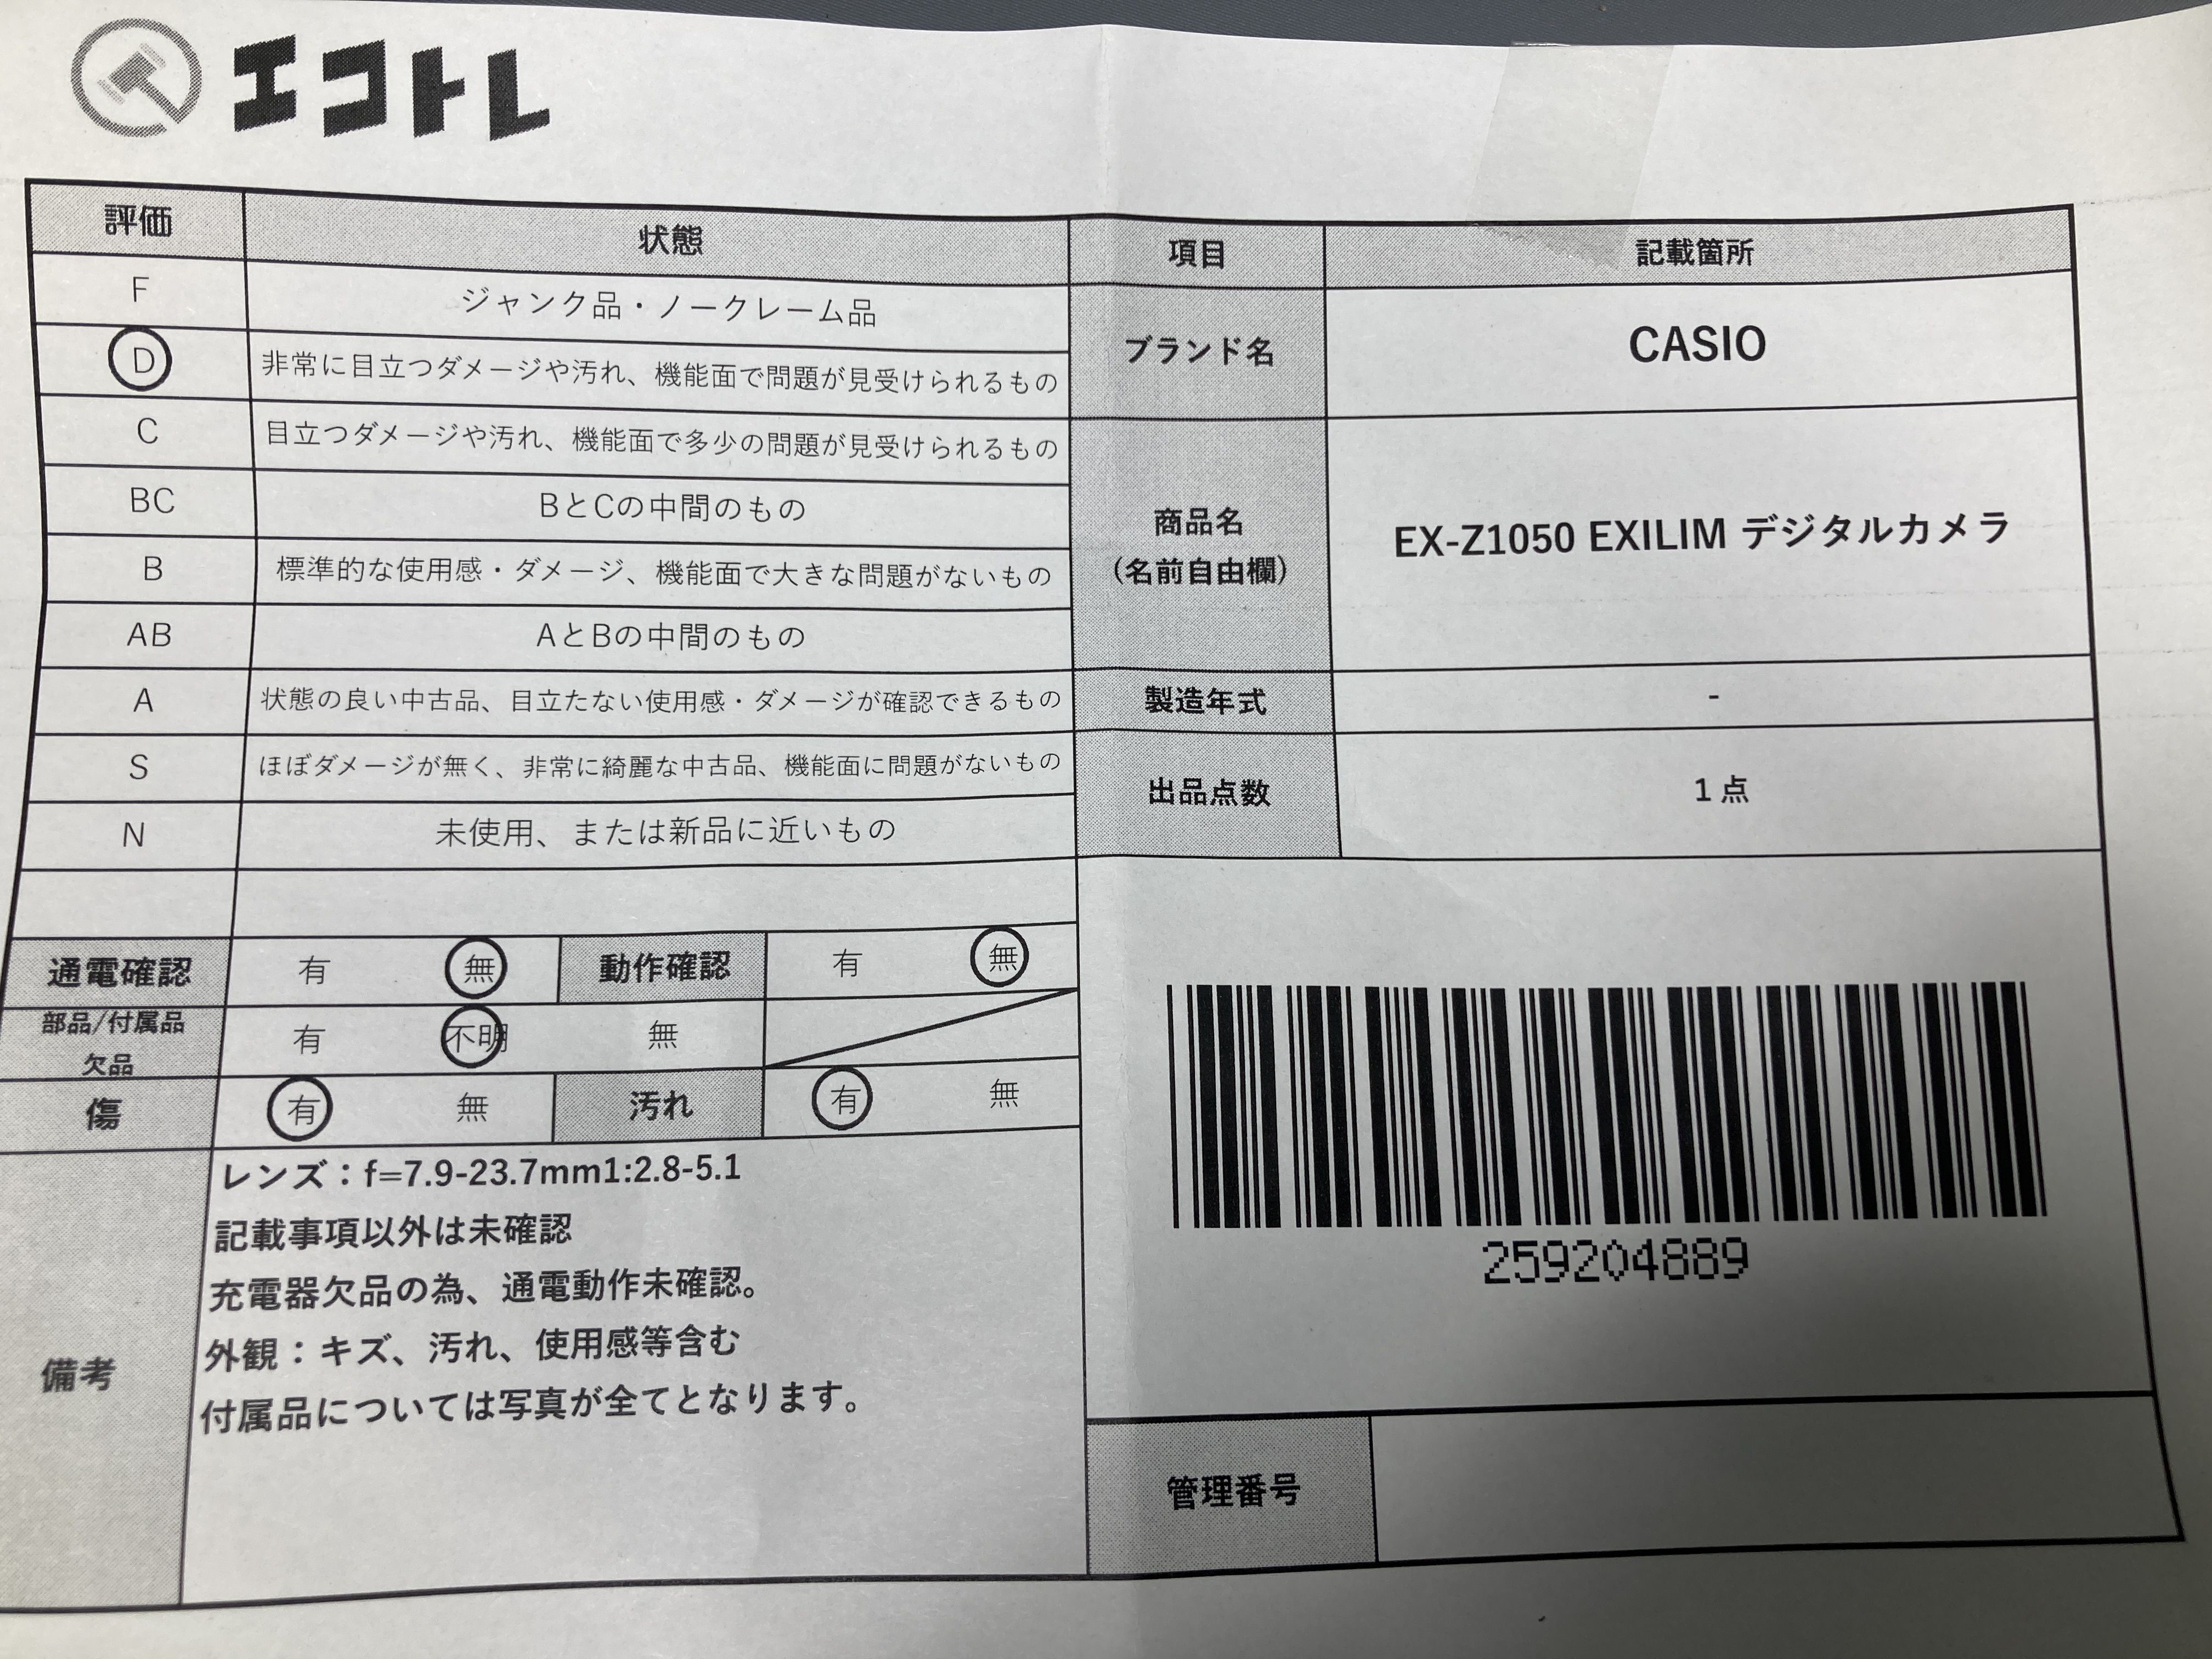 エコトレ
評価 状態 項目 記載箇所
F ジャンク品・ノークレーム品
D 非常に目立つダメージや汚れ、機能面で問題が見受けられるもの
ブランド名 CASIO
C 目立つダメージや汚れ、機能面で多少の問題が見受けられるもの
BC BとCの中間のもの
商品名
(名前自由欄)
EX-Z1050 EXILIM デジタルカメラ
B 標準的な使用感・ダメージ、機能面で大きな問題がないもの
AB AとBの中間のもの
A 状態の良い中古品、目立たない使用感・ダメージが確認できるもの
製造年式 -
S ほぼダメージが無く、非常に綺麗な中古品、機能面に問題がないもの
出品点数 1 点
N 未使用、または新品に近いもの
通電確認 有 無 動作確認 有 無
部品/付属品
欠品
有 不明 無
傷 有 無 汚れ 有 無
備考
レンズ：f=7.9-23.7mm1:2.8-5.1
記載事項以外は未確認
充電器欠品の為、通電動作未確認。
外観：キズ、汚れ、使用感等含む
付属品については写真が全てとなります。
259204889
管理番号